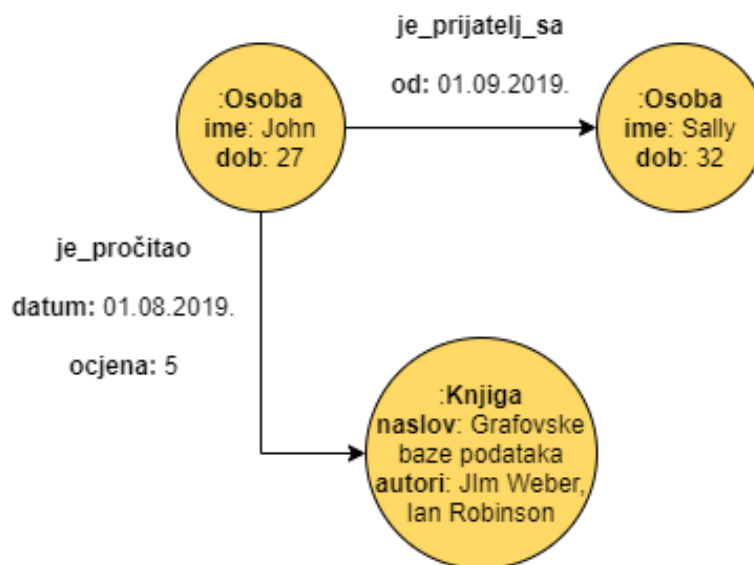 je_prijatelj_sa
od: 01.09.2019.
:Osoba
ime: John
dob: 27
:Osoba
ime: Sally
dob: 32
je_pročitao
datum: 01.08.2019.
ocjena: 5
:Knjiga
naslov: Grafovske
baze podataka
autori: JIm Weber,
Ian Robinson